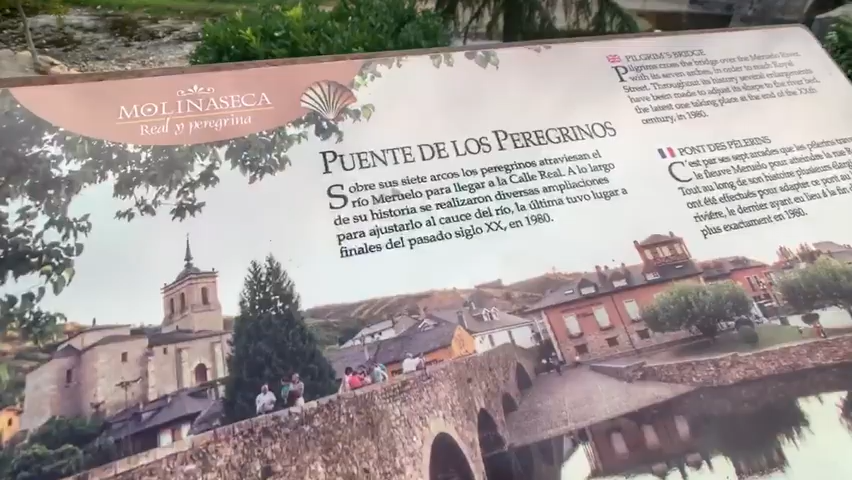 MOLINASECA
Real y peregrina
PUENTE DE LOS PEREGRINOS
Sobre sus siete arcos los peregrinos atraviesan el
río Meruelo para llegar a la Calle Real. A lo largo
de su historia se realizaron diversas ampliaciones
para ajustarlo al cauce del río, la última tuvo lugar a
finales del pasado siglo XX, en 1980.
PILGRIM'S BRIDGE
Pilgrims cross the bridge over the Meruelo River,
with its seven arches, in order to reach Royal
Street. Throughout its history several enlargements
have been made to adjust its shape to the river bed,
the latest one taking place at the end of the XXth
century, in 1980.
PONT DES PÈLERINS
C'est par ses sept arcades que les pèlerins
le fleuve Meruelo pour atteindre la rue
Tout au long de son histoire plusieurs
ont été effectués pour adapter ce pont au
rivière, le dernier ayant eu lieu à la fin
plus exactement en 1980.